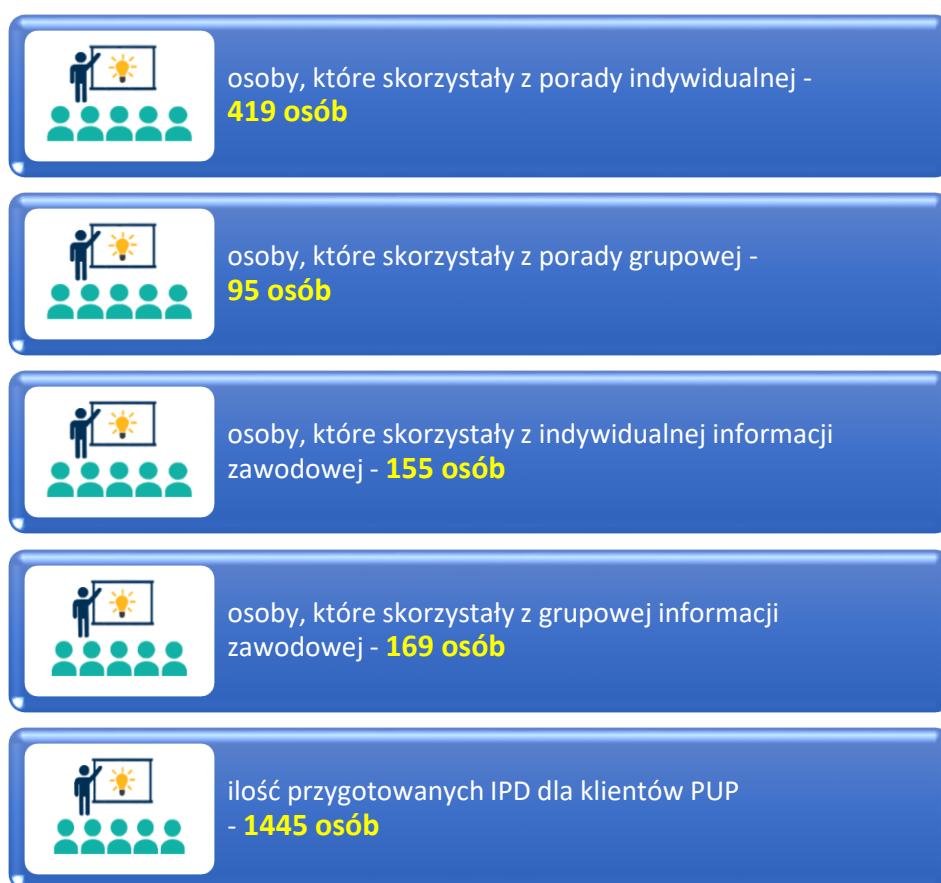 osoby, które skorzystały z porady indywidualnej -
419 osób
osoby, które skorzystały z porady grupowej -
95 osób
osoby, które skorzystały z indywidualnej informacji
zawodowej - 155 osób
osoby, które skorzystały z grupowej informacji
zawodowej - 169 osób
ilość przygotowanych IPD dla klientów PUP
- 1445 osób